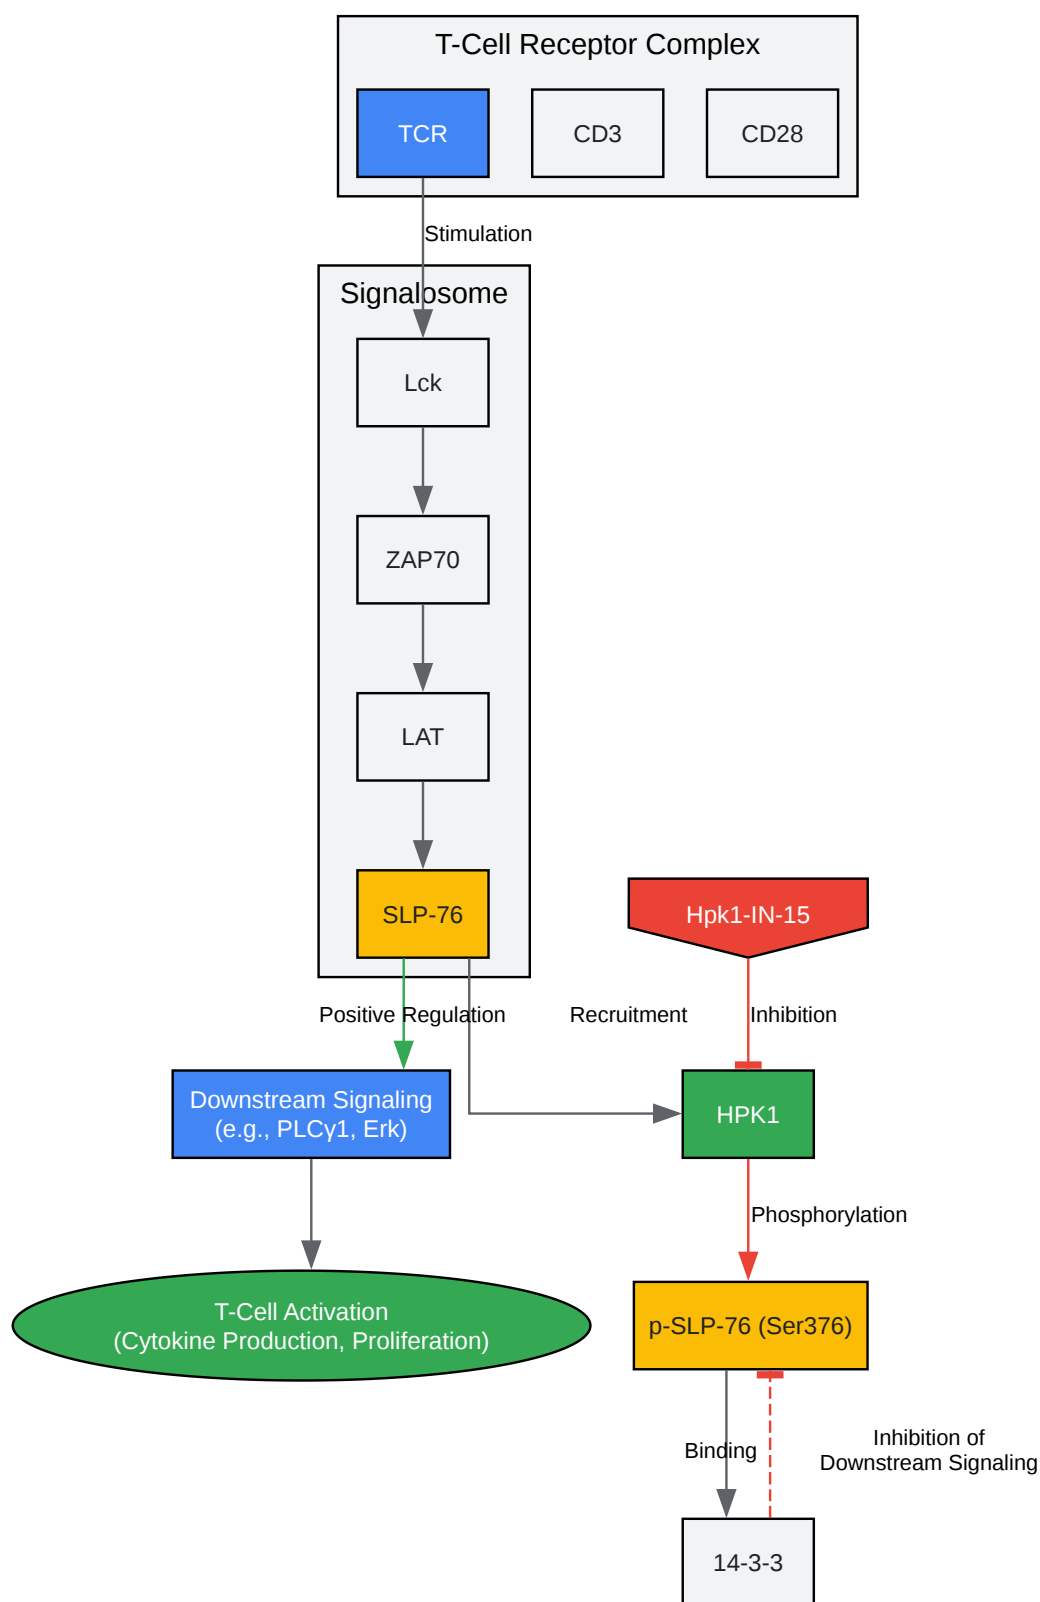 T-Cell Receptor Complex
TCR
CD3
CD28
Stimulation
Signalosome
Lck
ZAP70
LAT
SLP-76
Hpk1-IN-15
Positive Regulation
Recruitment
Inhibition
Downstream Signaling
(e.g., PLCγ1, Erk)
HPK1
Phosphorylation
T-Cell Activation
(Cytokine Production, Proliferation)
p-SLP-76 (Ser376)
Binding
Inhibition of
Downstream Signaling
14-3-3